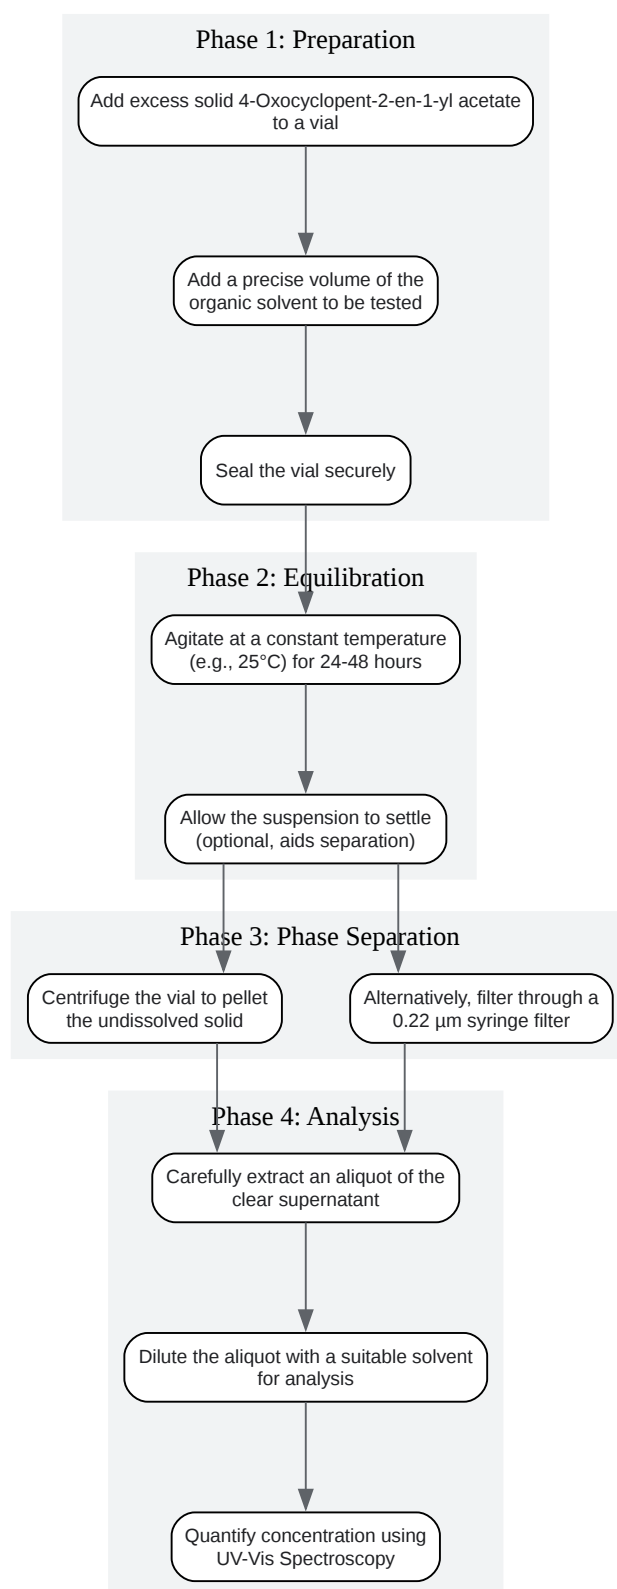 Phase 1: Preparation
Add excess solid 4-Oxocyclopent-2-en-1-yl acetate
to a vial
Add a precise volume of the
organic solvent to be tested
Seal the vial securely
Phase 2: Equilibration
Agitate at a constant temperature
(e.g., 25°C) for 24-48 hours
Allow the suspension to settle
(optional, aids separation)
Phase 3: Phase Separation
Centrifuge the vial to pellet
the undissolved solid
Alternatively, filter through a
0.22 µm syringe filter
Phase 4: Analysis
Carefully extract an aliquot of the
clear supernatant
Dilute the aliquot with a suitable solvent
for analysis
Quantify concentration using
UV-Vis Spectroscopy